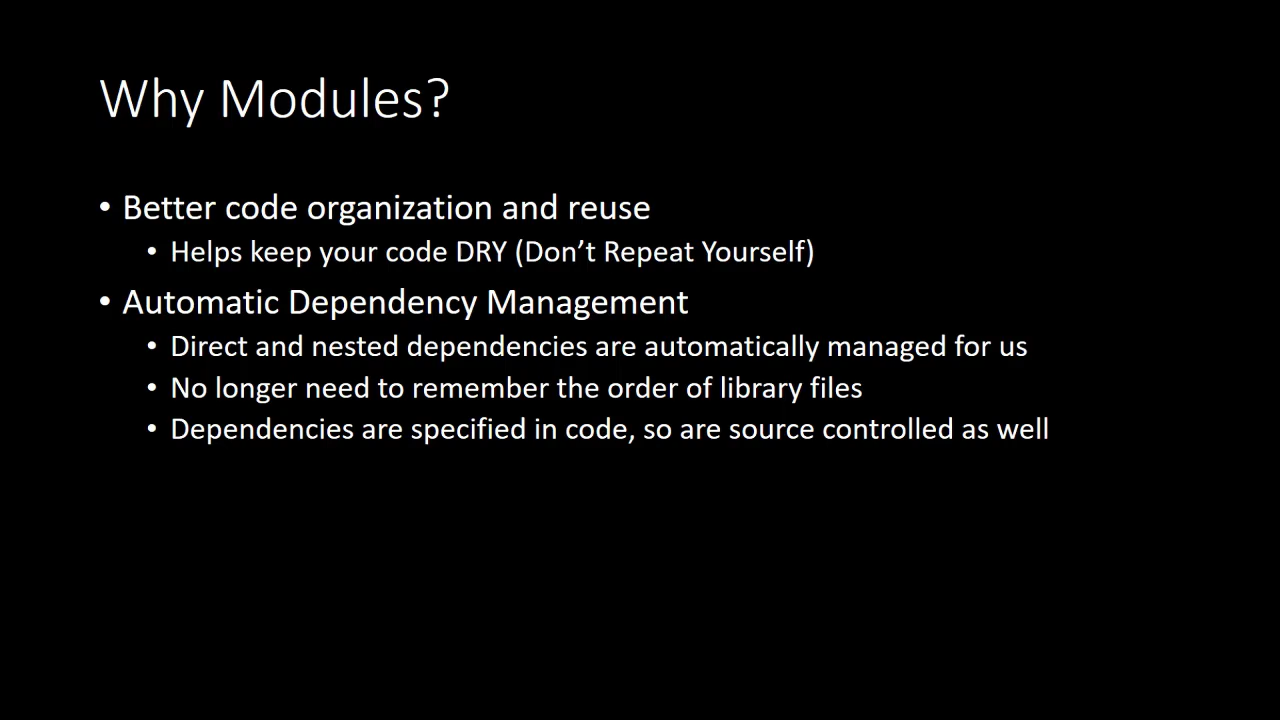 Why Modules?
• Better code organization and reuse
• Helps keep your code DRY (Don’t Repeat Yourself)
• Automatic Dependency Management
• Direct and nested dependencies are automatically managed for us
• No longer need to remember the order of library files
• Dependencies are specified in code, so are source controlled as well